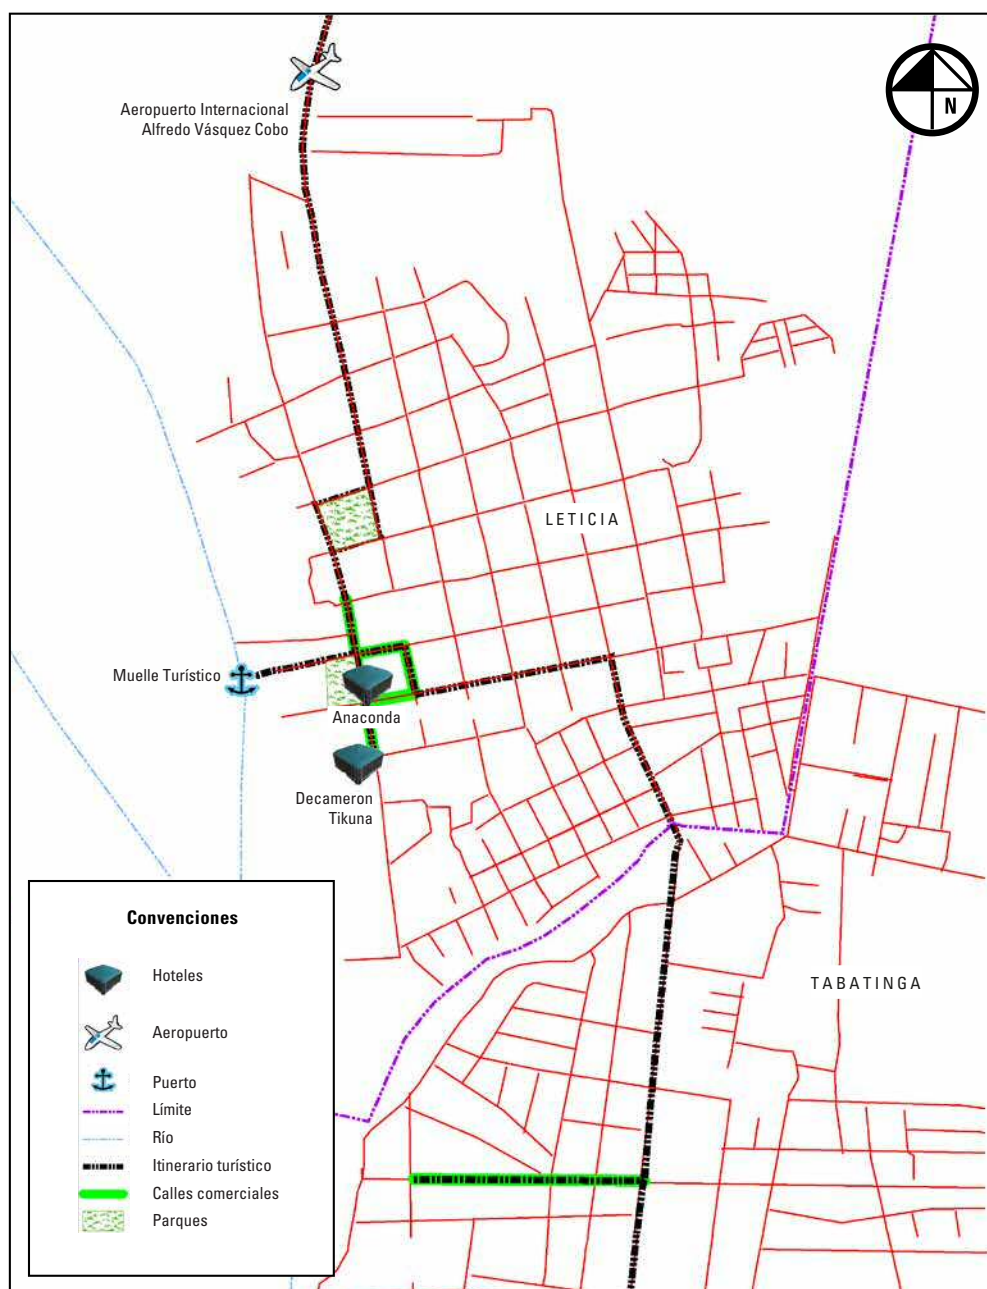 Aeropuerto Internacional
Alfredo Vásquez Cobo
N
LETICIA
Muelle Turístico
Anaconda
Decameron
Tikuna
TABATINGA
Convenciones
Hoteles
Aeropuerto
Puerto
Límite
Río
Itinerario turístico
Calles comerciales
Parques